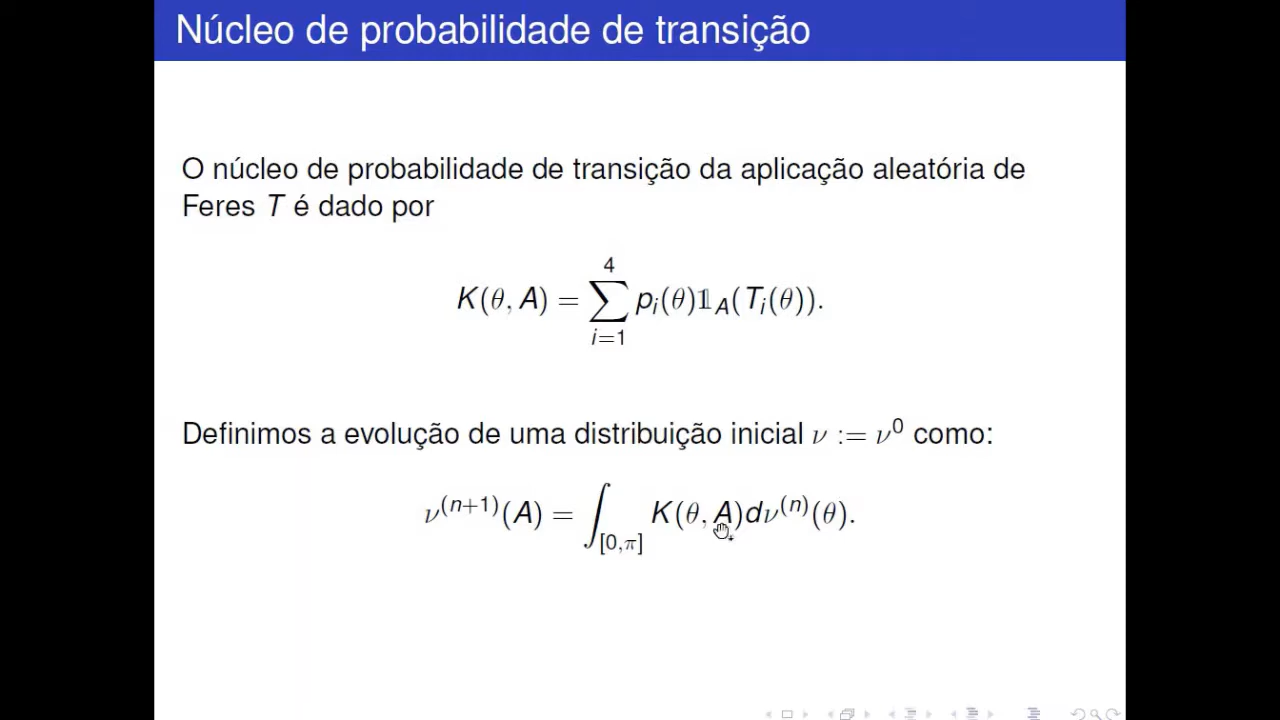 Núcleo de probabilidade de transição
O núcleo de probabilidade de transição da aplicação aleatória de
Feres T é dado por
K(θ, A) = ∑_{i=1}^{4} p_i(θ)𝟙_A(T_i(θ)).
Definimos a evolução de uma distribuição inicial ν := ν^0 como:
ν^{(n+1)}(A) = ∫_{[0,π]} K(θ, A)dν^{(n)}(θ).